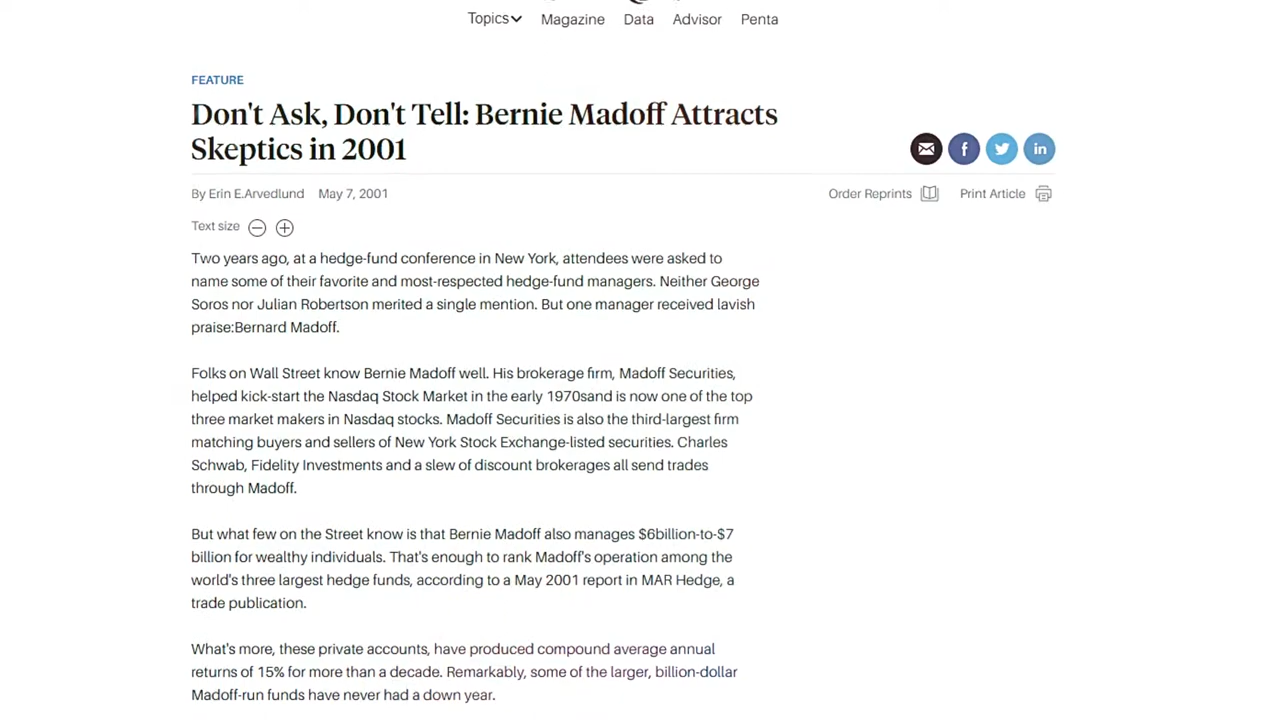 Topics Magazine Data Advisor Penta
FEATURE
Don't Ask, Don't Tell: Bernie Madoff Attracts
Skeptics in 2001
f in
By Erin E.Arvedlund May 7, 2001 Order Reprints Print Article
Text size
Two years ago, at a hedge-fund conference in New York, attendees were asked to
name some of their favorite and most-respected hedge-fund managers. Neither George
Soros nor Julian Robertson merited a single mention. But one manager received lavish
praise:Bernard Madoff.
Folks on Wall Street know Bernie Madoff well. His brokerage firm, Madoff Securities,
helped kick-start the Nasdaq Stock Market in the early 1970sand is now one of the top
three market makers in Nasdaq stocks. Madoff Securities is also the third-largest firm
matching buyers and sellers of New York Stock Exchange-listed securities. Charles
Schwab, Fidelity Investments and a slew of discount brokerages all send trades
through Madoff.
But what few on the Street know is that Bernie Madoff also manages $6billion-to-$7
billion for wealthy individuals. That's enough to rank Madoff's operation among the
world's three largest hedge funds, according to a May 2001 report in MAR Hedge, a
trade publication.
What's more, these private accounts, have produced compound average annual
returns of 15% for more than a decade. Remarkably, some of the larger, billion-dollar
Madoff-run funds have never had a down year.